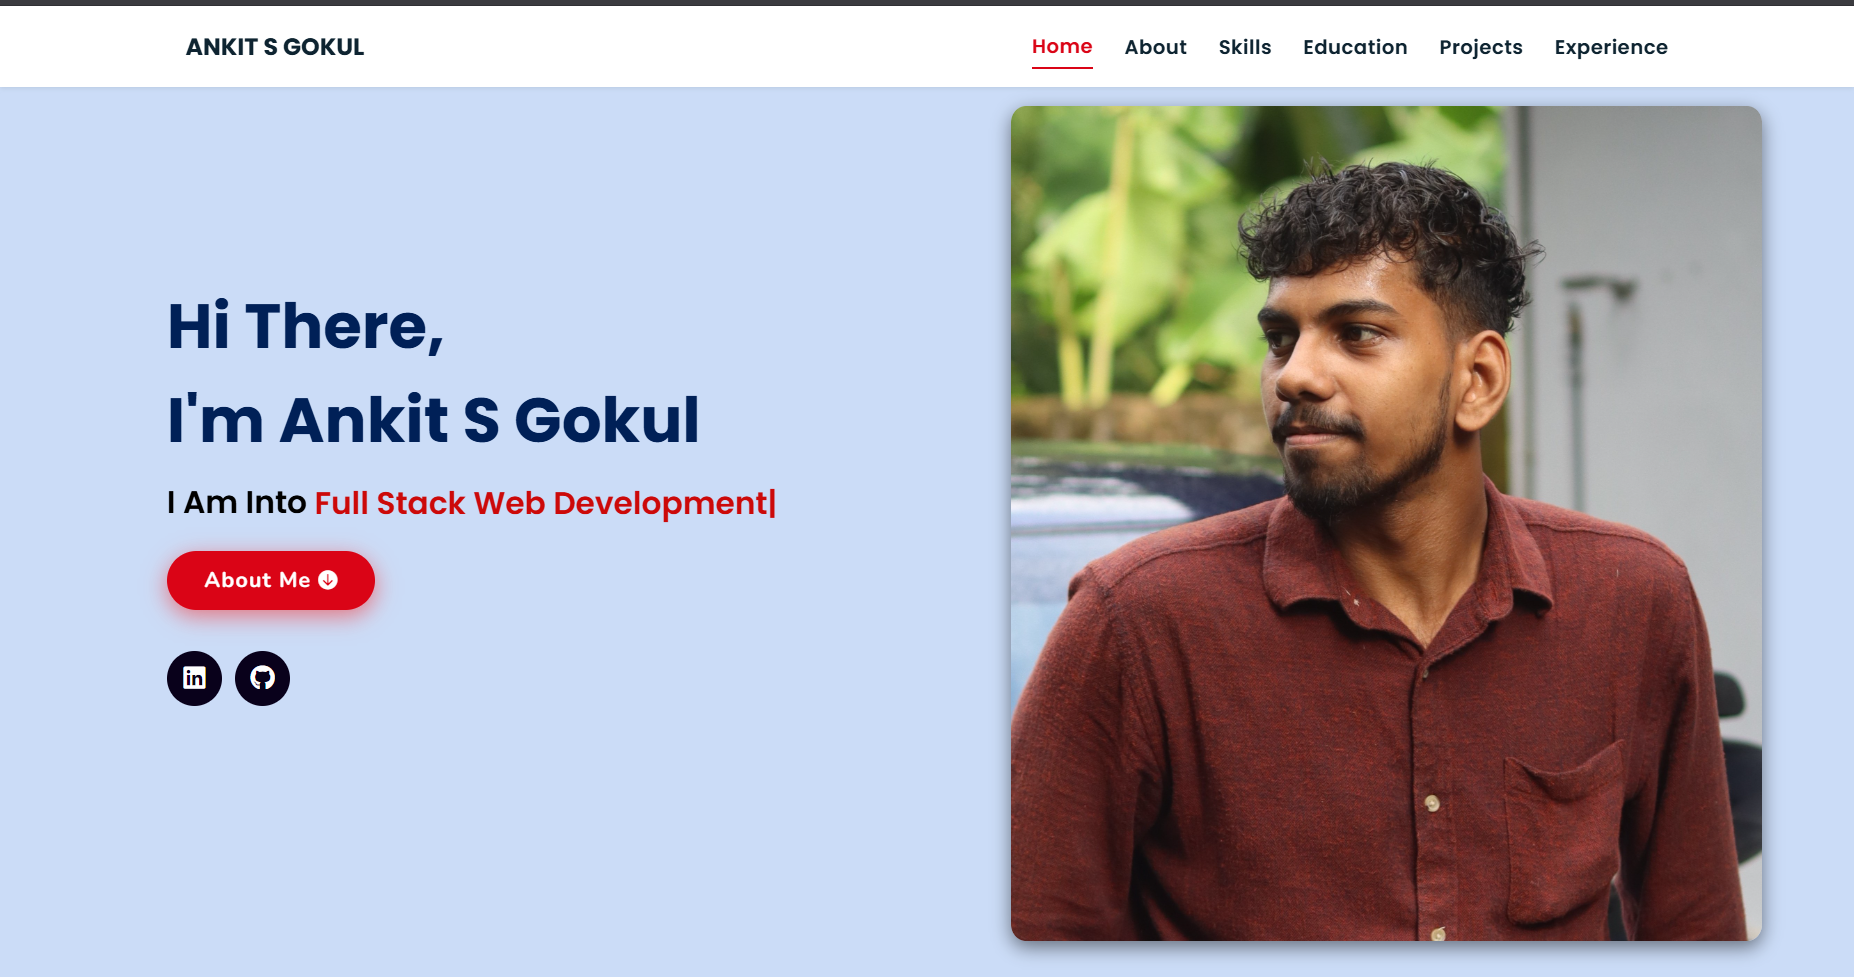 ANKIT S GOKUL
Home About Skills Education Projects Experience
Hi There,
I'm Ankit S Gokul
I Am Into Full Stack Web Development|
About Me
in